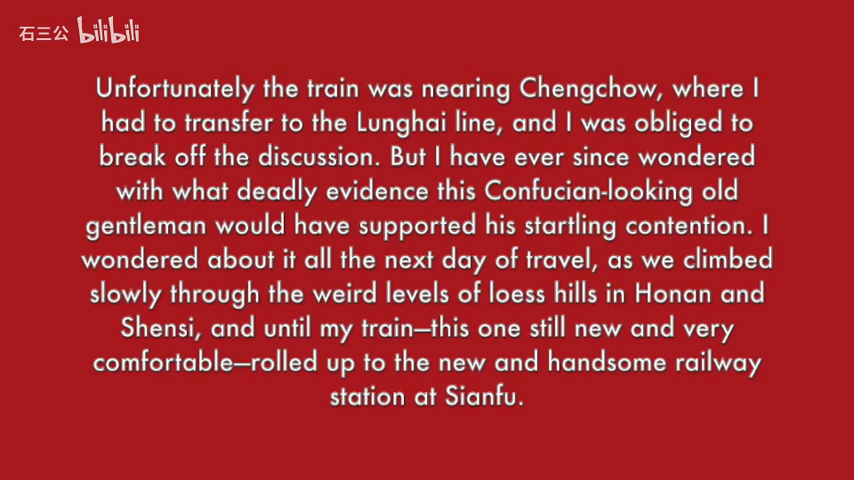 石三公 bilibili
Unfortunately the train was nearing Chengchow, where I
had to transfer to the Lunghai line, and I was obliged to
break off the discussion. But I have ever since wondered
with what deadly evidence this Confucian-looking old
gentleman would have supported his startling contention. I
wondered about it all the next day of travel, as we climbed
slowly through the weird levels of loess hills in Honan and
Shensi, and until my train—this one still new and very
comfortable—rolled up to the new and handsome railway
station at Sianfu.